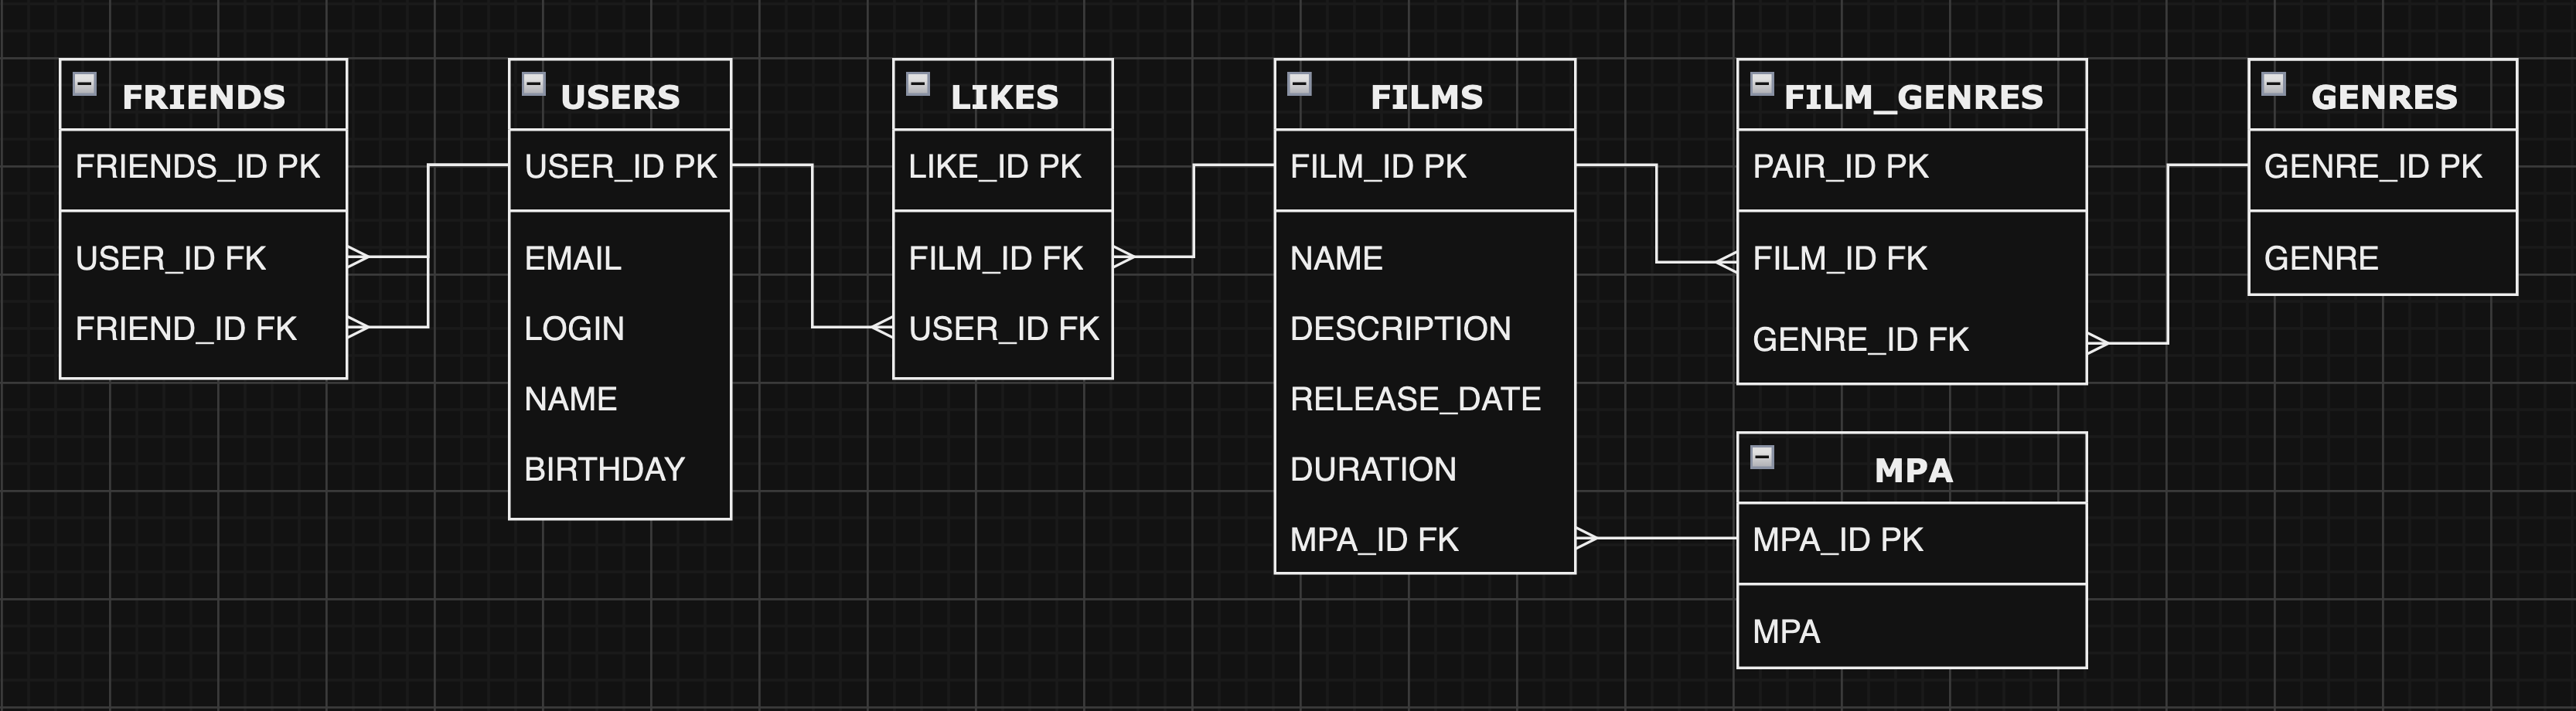 FRIENDS
FRIENDS_ID PK
USER_ID FK
FRIEND_ID FK
USERS
USER_ID PK
EMAIL
LOGIN
NAME
BIRTHDAY
LIKES
LIKE_ID PK
FILM_ID FK
USER_ID FK
FILMS
FILM_ID PK
NAME
DESCRIPTION
RELEASE_DATE
DURATION
MPA_ID FK
FILM_GENRES
PAIR_ID PK
FILM_ID FK
GENRE_ID FK
MPA
MPA_ID PK
MPA
GENRES
GENRE_ID PK
GENRE